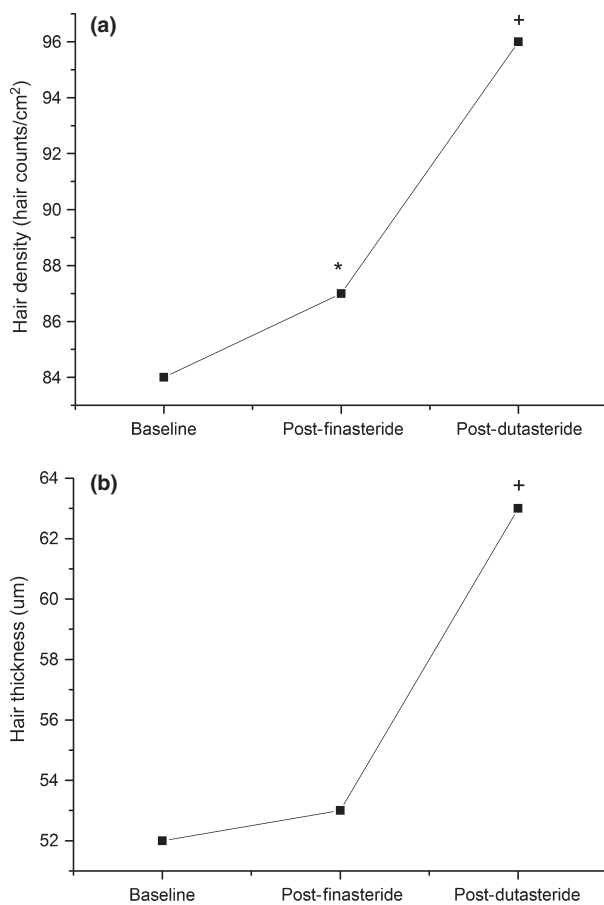 (a)
Hair density (hair counts/cm²)
96
94
92
90
88
86
84
+
*
Baseline Post-finasteride Post-dutasteride
(b)
Hair thickness (um)
64
62
60
58
56
54
52
+
Baseline Post-finasteride Post-dutasteride